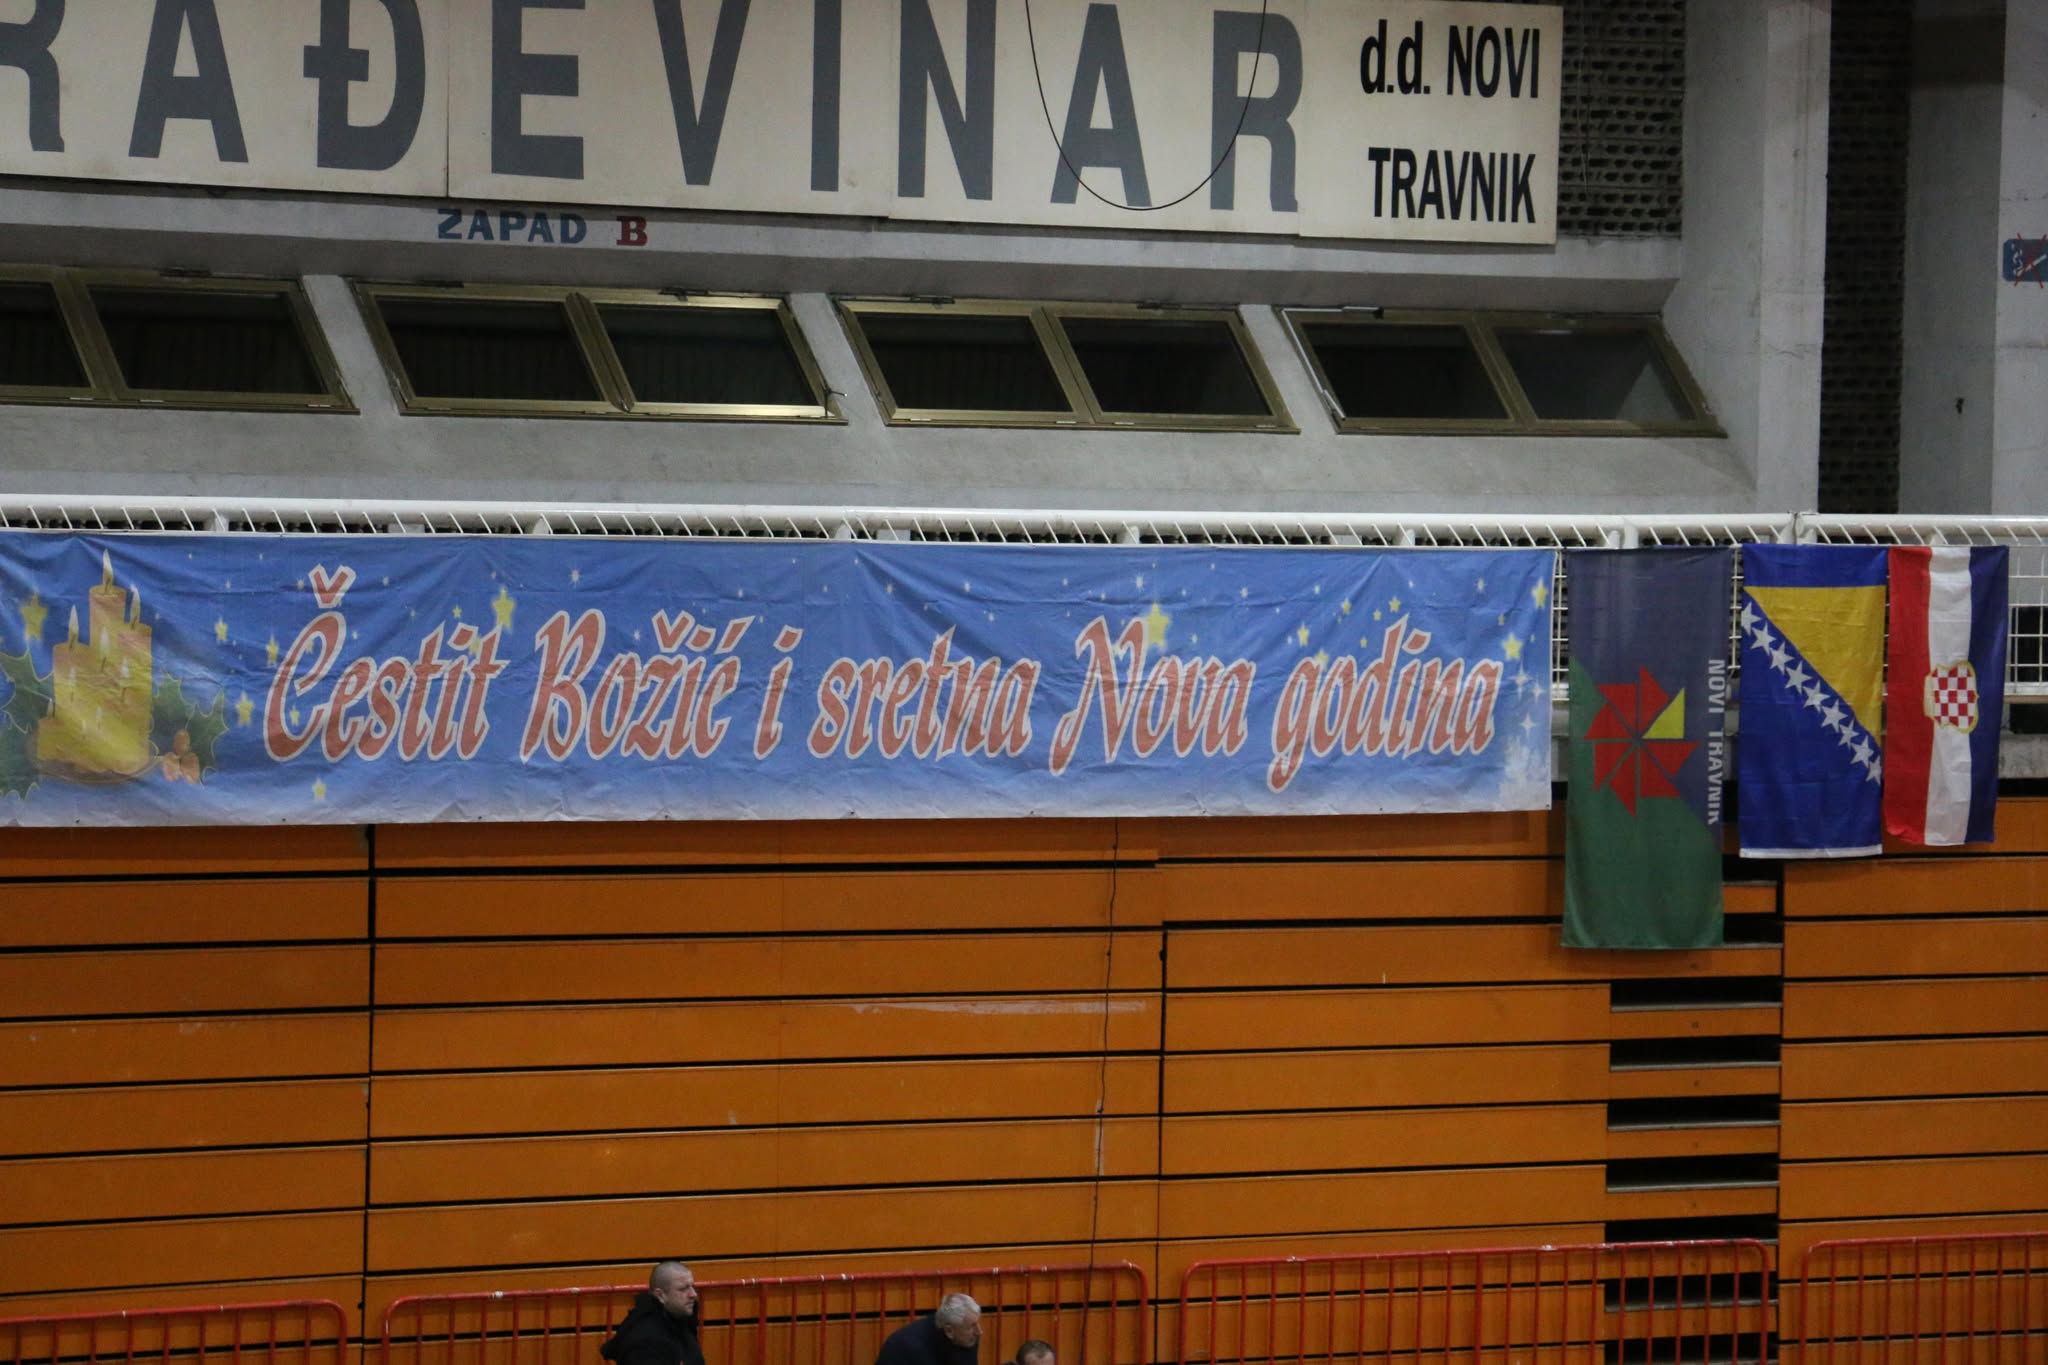 RAĐEVINAR
d.d. NOVI
TRAVNIK
ZAPAD B
Čestit Božić i sretna Nova godina
NOVI TRAVNIK